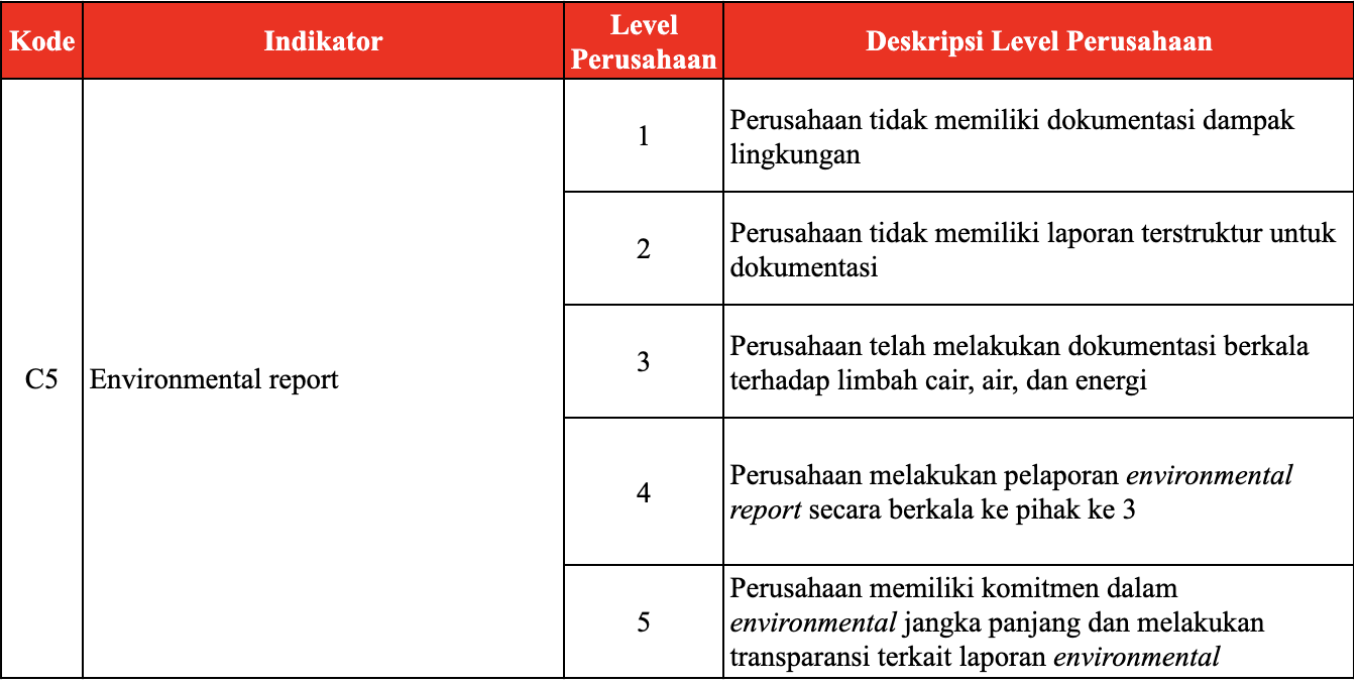 Kode
Indikator
Level
Perusahaan
Deskripsi Level Perusahaan
C5
Environmental report
1
Perusahaan tidak memiliki dokumentasi dampak
lingkungan
2
Perusahaan tidak memiliki laporan terstruktur untuk
dokumentasi
3
Perusahaan telah melakukan dokumentasi berkala
terhadap limbah cair, air, dan energi
4
Perusahaan melakukan pelaporan environmental
report secara berkala ke pihak ke 3
5
Perusahaan memiliki komitmen dalam
environmental jangka panjang dan melakukan
transparansi terkait laporan environmental